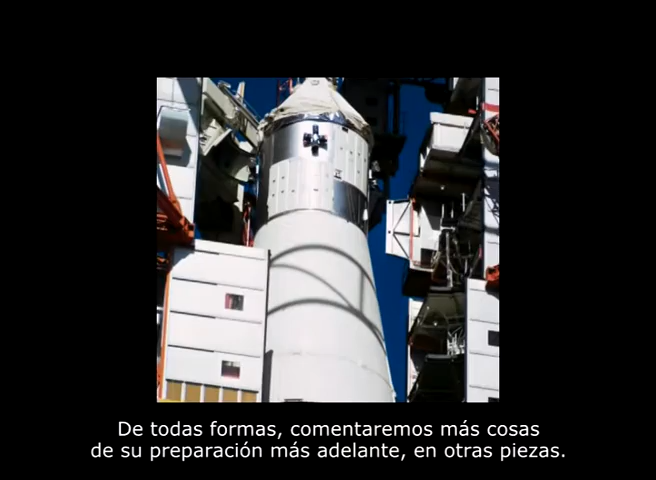 De todas formas, comentaremos más cosas
de su preparación más adelante, en otras piezas.